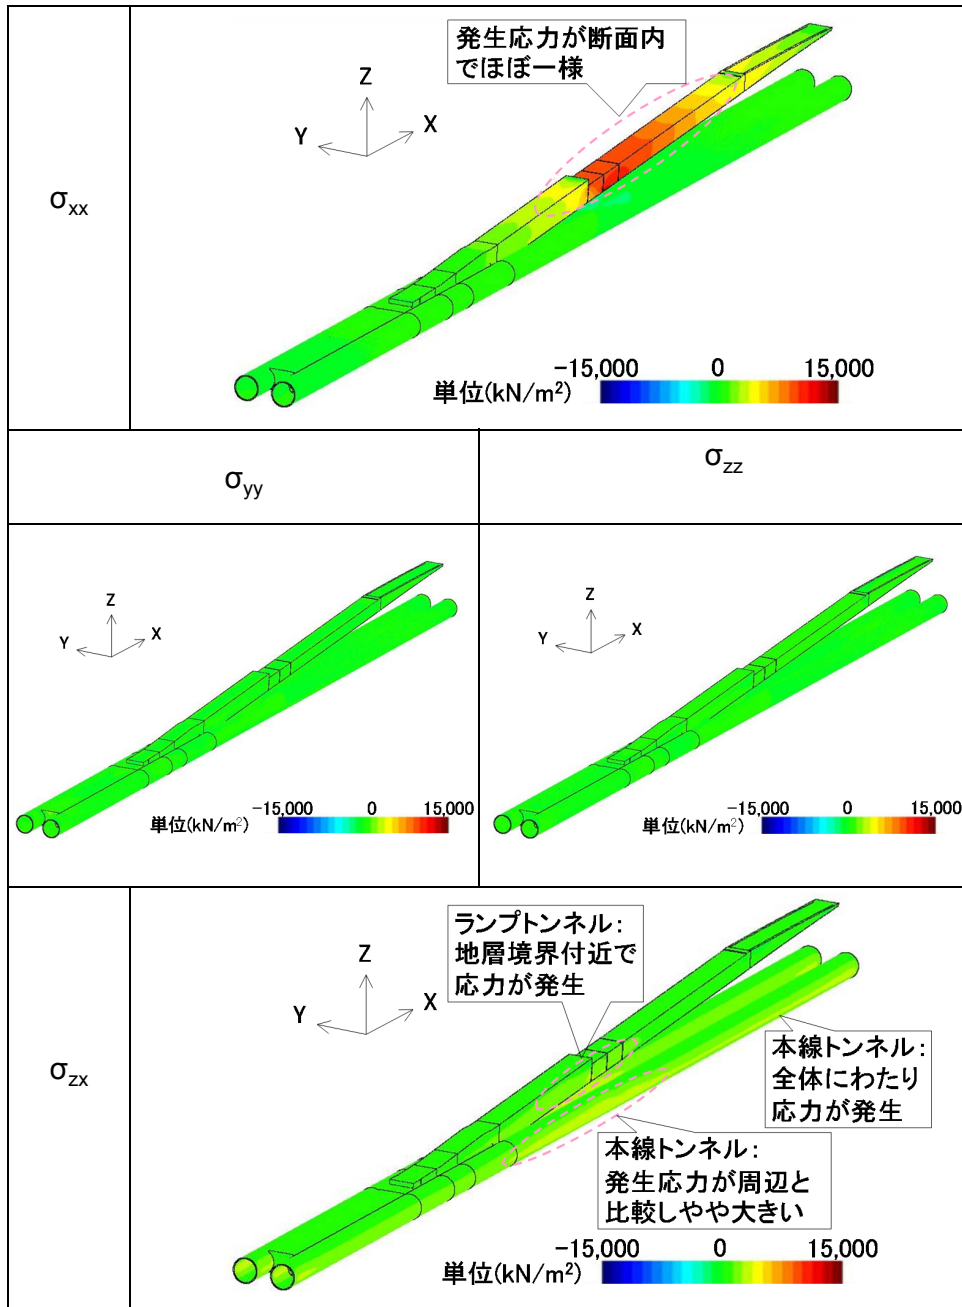 σxx
発生応力が断面内
でほぼ一様
Z
Y
X
-15,000 0 15,000
単位(kN/m²)
σyy
σzz
Z
Y
X
-15,000 0 15,000
単位(kN/m²)
Z
Y
X
-15,000 0 15,000
単位(kN/m²)
σzx
ランプトンネル:
地層境界付近で
応力が発生
Z
Y
X
本線トンネル:
全体にわたり
応力が発生
本線トンネル:
発生応力が周辺と
比較しやや大きい
-15,000 0 15,000
単位(kN/m²)